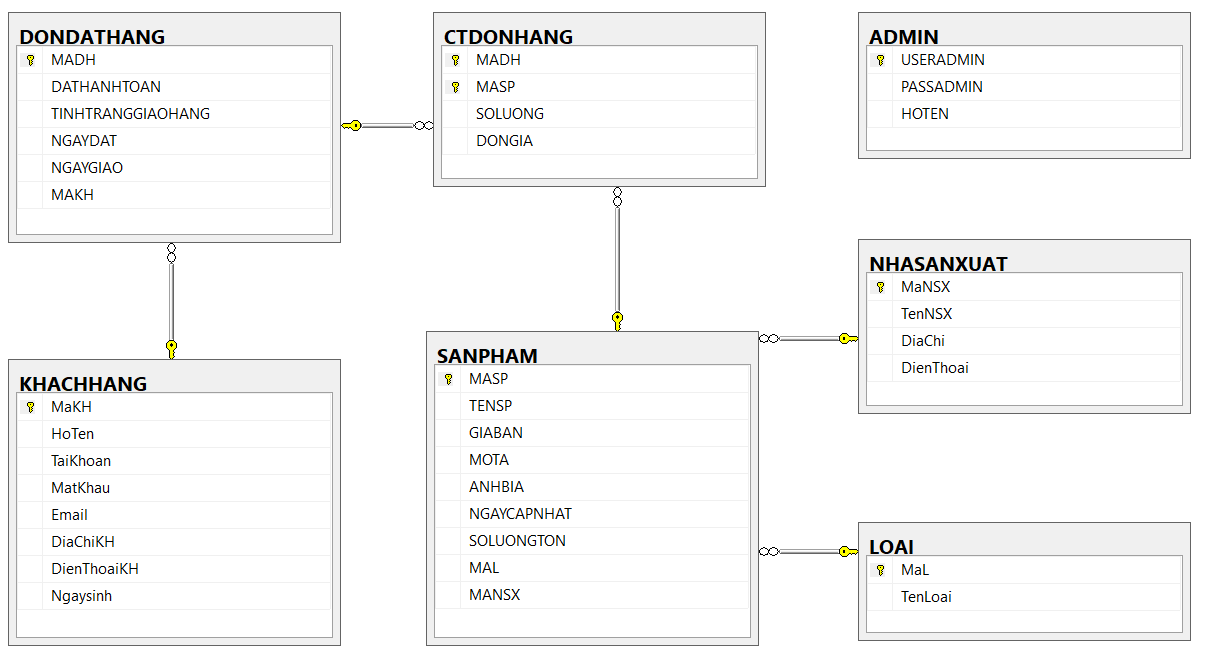 DONDATHANG
MADH
DATHANHTOAN
TINHTRANGGIAOHANG
NGAYDAT
NGAYGIAO
MAKH
CTDONHANG
MADH
MASP
SOLUONG
DONGIA
ADMIN
USERADMIN
PASSADMIN
HOTEN
NHASANXUAT
MaNSX
TenNSX
DiaChi
DienThoai
KHACHHANG
MaKH
HoTen
TaiKhoan
MatKhau
Email
DiaChiKH
DienThoaiKH
Ngaysinh
SANPHAM
MASP
TENSP
GIABAN
MOTA
ANHBIA
NGAYCAPNHAT
SOLUONGTON
MAL
MANSX
LOAI
MaL
TenLoai